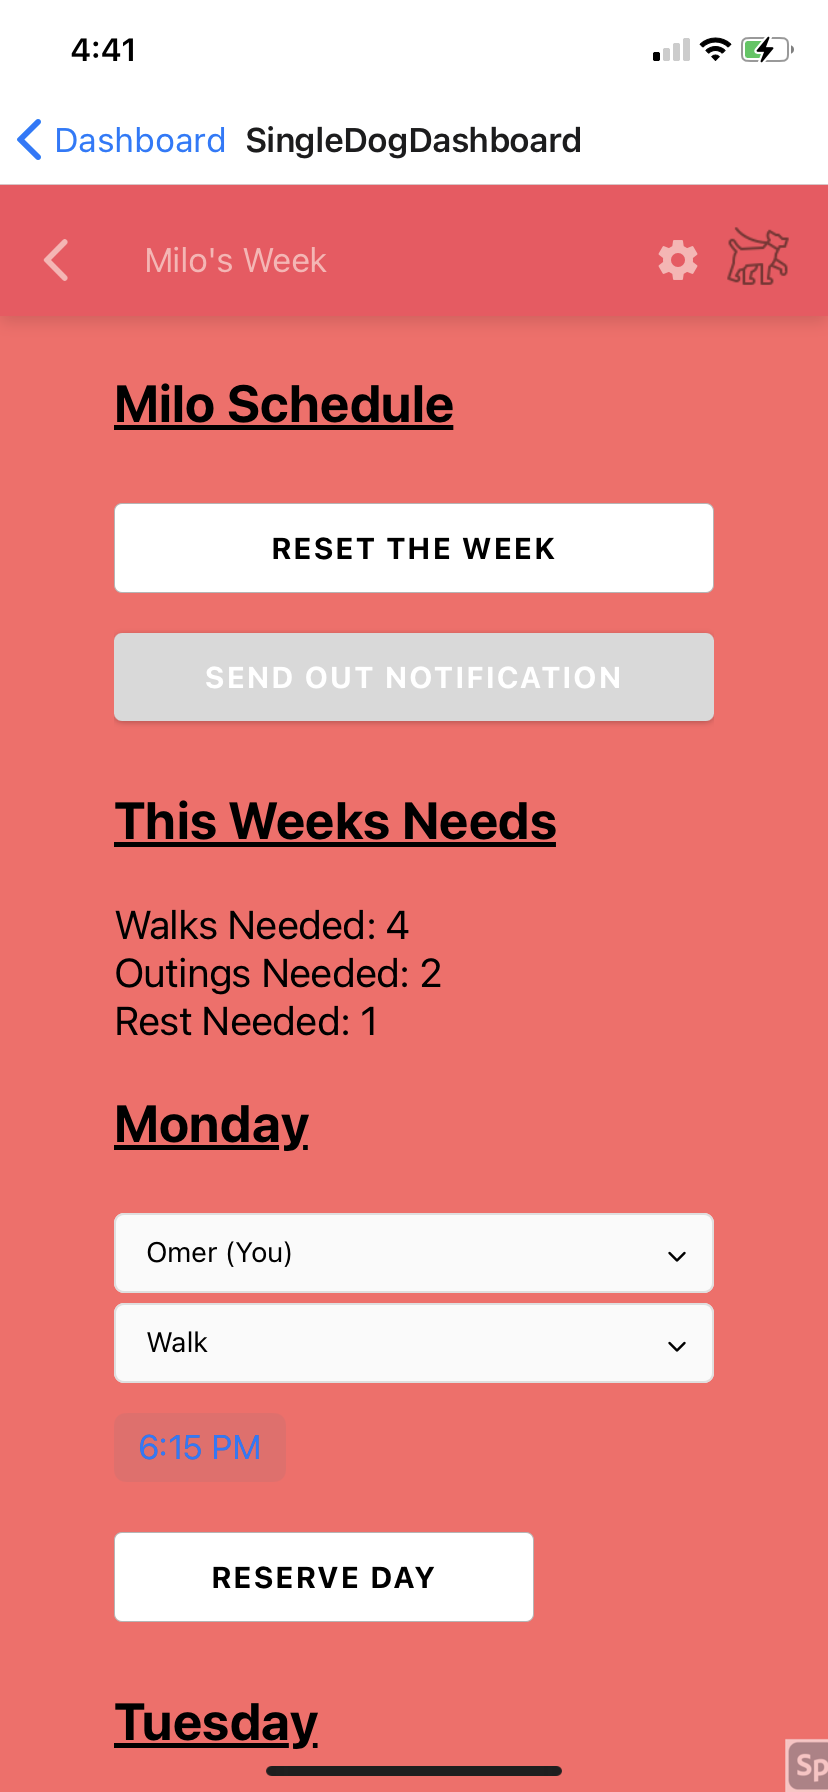 4:41
Dashboard SingleDogDashboard
Milo's Week
Milo Schedule
RESET THE WEEK
SEND OUT NOTIFICATION
This Weeks Needs
Walks Needed: 4
Outings Needed: 2
Rest Needed: 1
Monday
Omer (You)
Walk
6:15 PM
RESERVE DAY
Tuesday
Sp